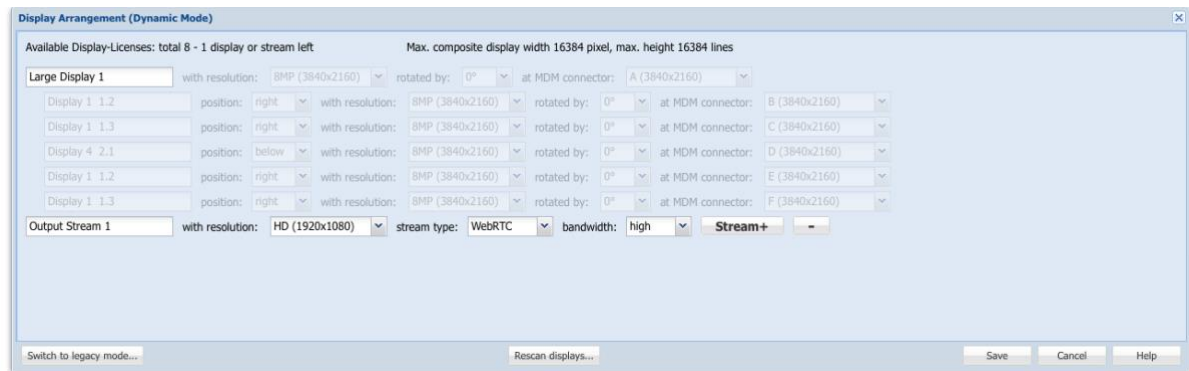 Display Arrangement (Dynamic Mode)
Available Display-Licenses: total 8 - 1 display or stream left Max. composite display width 16384 pixel, max. height 16384 lines
Large Display 1 with resolution: 8MP (3840x2160) rotated by: 0° at MDM connector: A (3840x2160)
Display 1 1.2 position: right with resolution: 8MP (3840x2160) rotated by: 0° at MDM connector: B (3840x2160)
Display 1 1.3 position: right with resolution: 8MP (3840x2160) rotated by: 0° at MDM connector: C (3840x2160)
Display 4 2.1 position: below with resolution: 8MP (3840x2160) rotated by: 0° at MDM connector: D (3840x2160)
Display 1 1.2 position: right with resolution: 8MP (3840x2160) rotated by: 0° at MDM connector: E (3840x2160)
Display 1 1.3 position: right with resolution: 8MP (3840x2160) rotated by: 0° at MDM connector: F (3840x2160)
Output Stream 1 with resolution: HD (1920x1080) stream type: WebRTC bandwidth: high Stream+ -
Switch to legacy mode... Rescan displays... Save Cancel Help